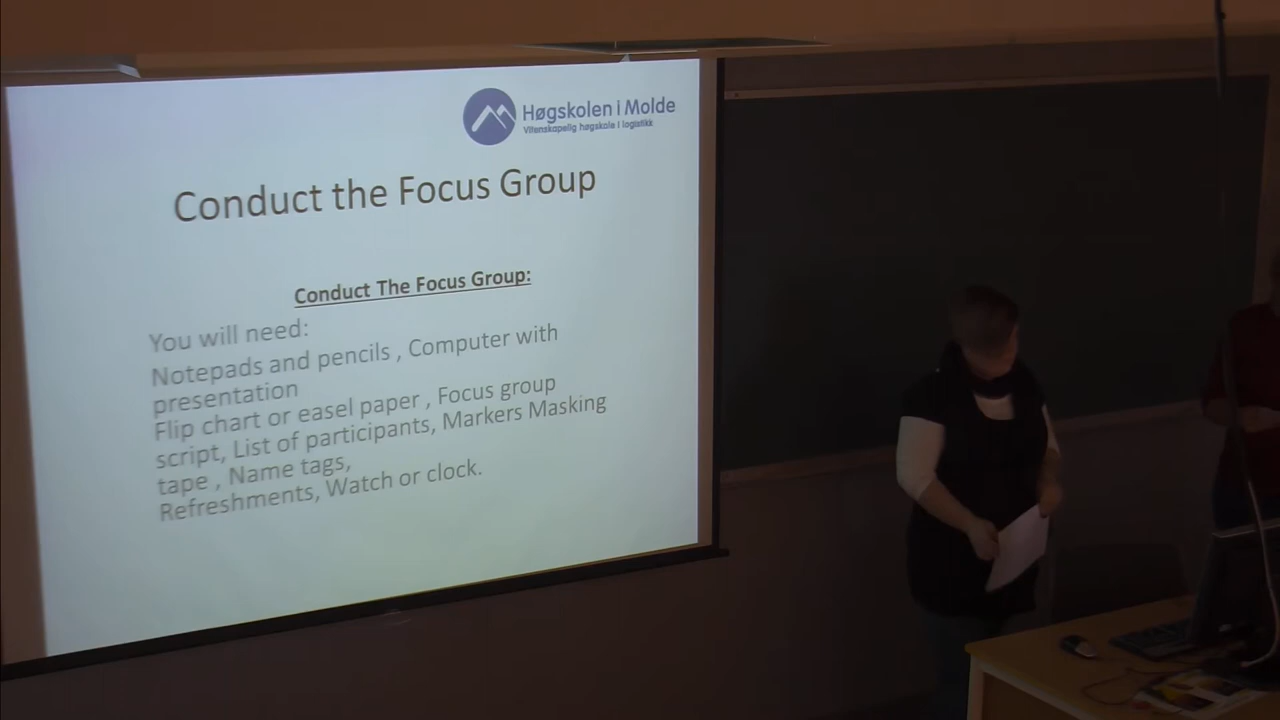 Høgskolen i Molde
Vitenskapelig høgskole i logistikk
Conduct the Focus Group
Conduct The Focus Group:
You will need:
Notepads and pencils , Computer with
presentation
Flip chart or easel paper , Focus group
script, List of participants, Markers Masking
tape , Name tags,
Refreshments, Watch or clock.